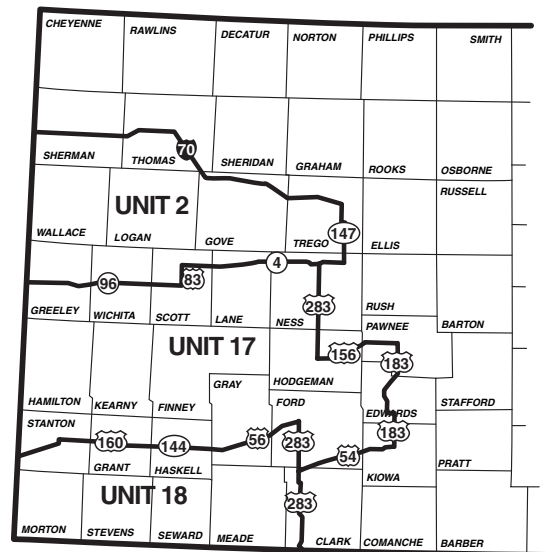 CHEYENNE
RAWLINS
DECATUR
NORTON
PHILLIPS
SMITH
SHERMAN
THOMAS
70
SHERIDAN
GRAHAM
ROOKS
OSBORNE
RUSSELL
UNIT 2
WALLACE
LOGAN
GOVE
TREGO
147
ELLIS
96
83
4
283
GREELEY
WICHITA
SCOTT
LANE
NESS
RUSH
PAWNEE
BARTON
UNIT 17
156
183
GRAY
HODGEMAN
HAMILTON
KEARNY
FINNEY
FORD
EDWARDS
STAFFORD
STANTON
160
144
56
283
54
183
GRANT
HASKELL
KIOWA
PRATT
UNIT 18
283
MORTON
STEVENS
SEWARD
MEADE
CLARK
COMANCHE
BARBER